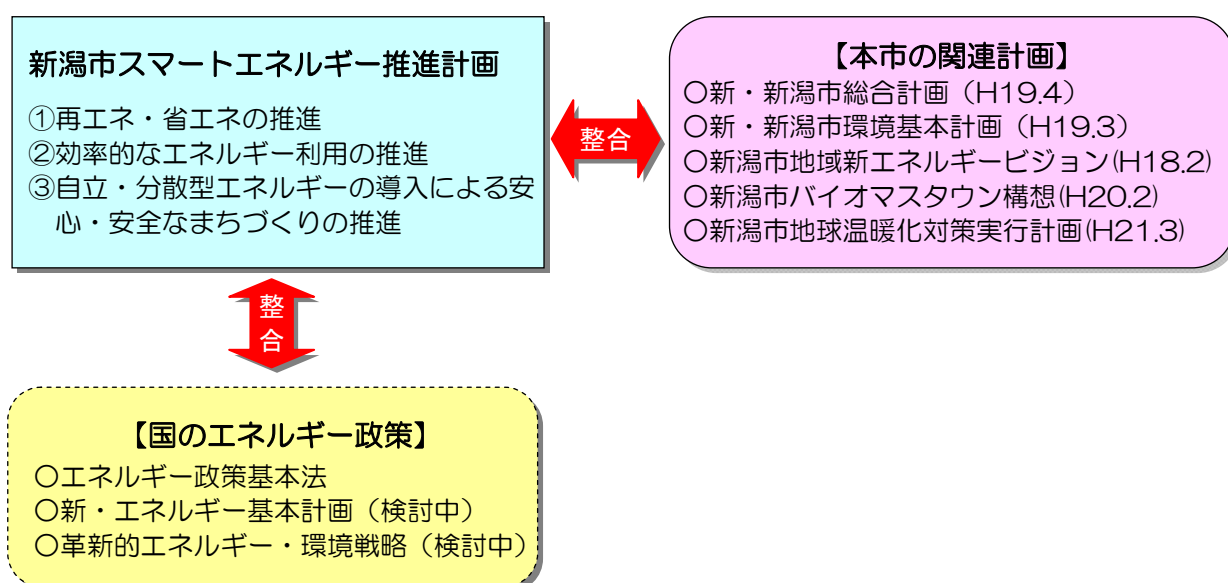 新潟市スマートエネルギー推進計画
①再エネ・省エネの推進
②効率的なエネルギー利用の推進
③自立・分散型エネルギーの導入による安
心・安全なまちづくりの推進
整合
【本市の関連計画】
○新・新潟市総合計画（H19.4）
○新・新潟市環境基本計画（H19.3）
○新潟市地域新エネルギービジョン(H18.2)
○新潟市バイオマスタウン構想(H20.2)
○新潟市地球温暖化対策実行計画(H21.3)
整
合
【国のエネルギー政策】
○エネルギー政策基本法
○新・エネルギー基本計画（検討中）
○革新的エネルギー・環境戦略（検討中）